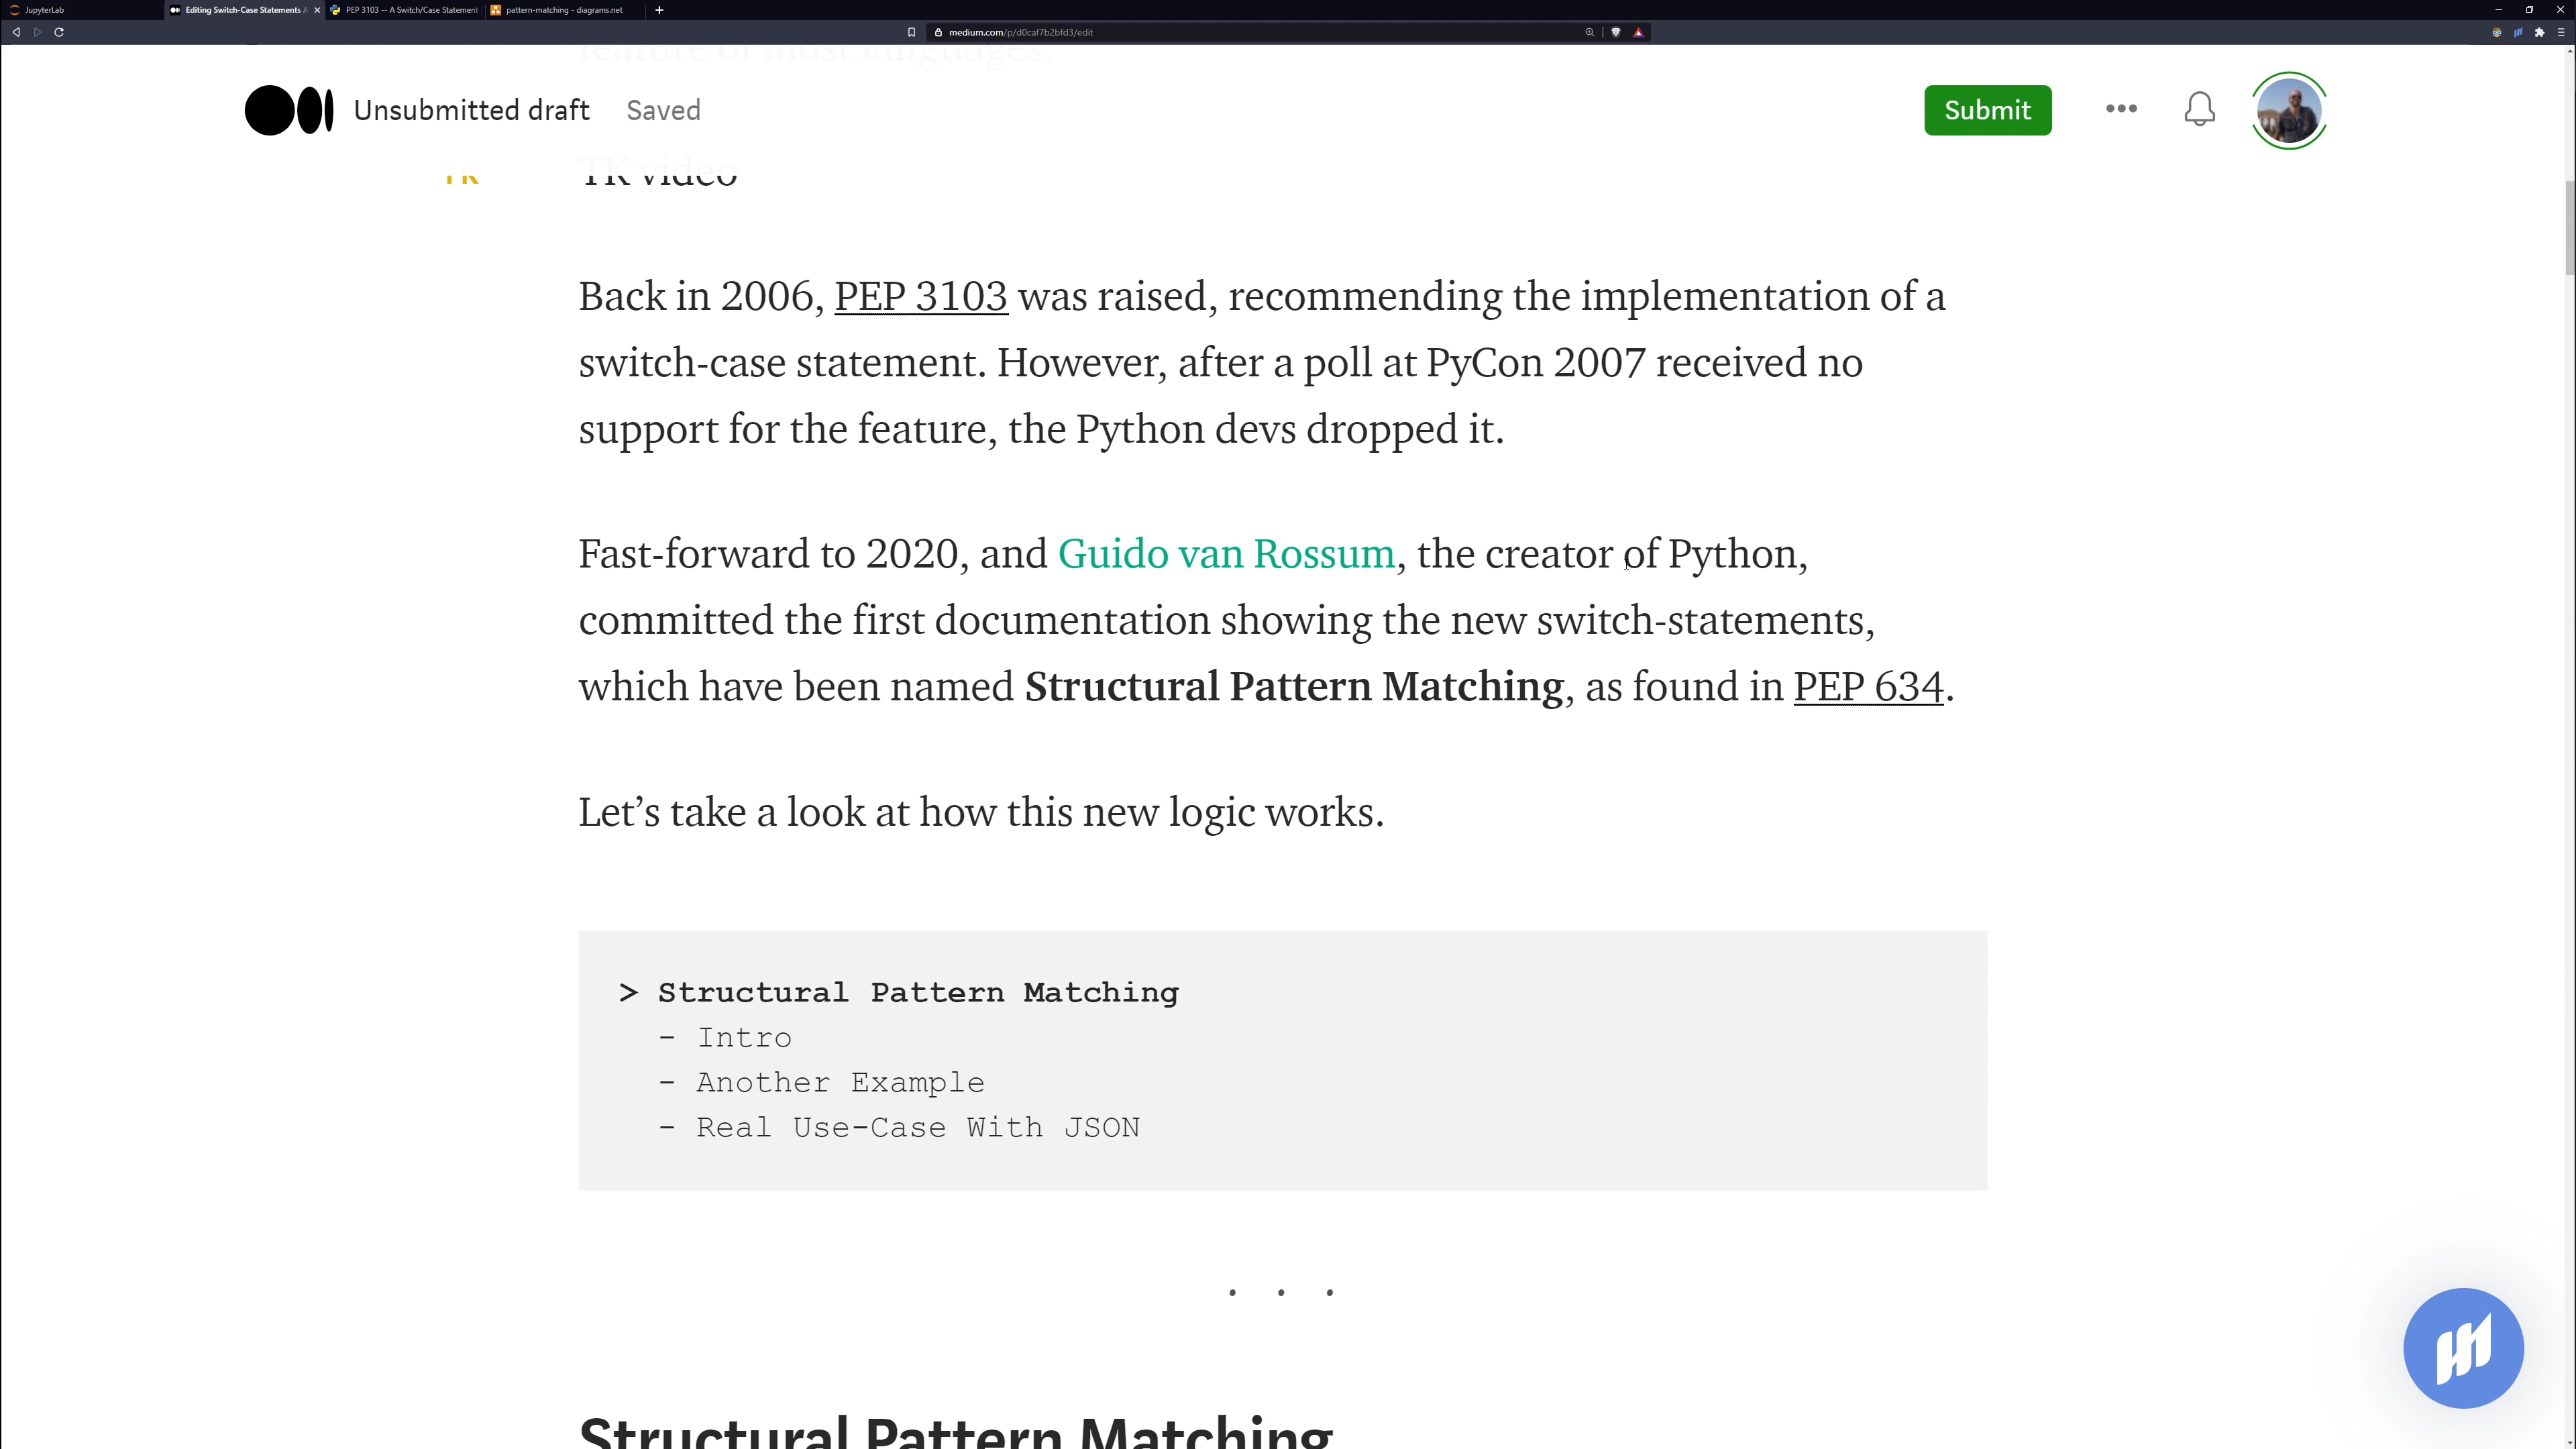 JupyterLab
Editing Switch-Case Statements
PEP 3103 -- A Switch/Case Statement
pattern-matching - diagrams.net
medium.com/p/d0caf7b2bfd3/edit
feature of most languages.
Unsubmitted draft
Saved
Submit
TK
TK video
Back in 2006, PEP 3103 was raised, recommending the implementation of a
switch-case statement. However, after a poll at PyCon 2007 received no
support for the feature, the Python devs dropped it.
Fast-forward to 2020, and Guido van Rossum, the creator of Python,
committed the first documentation showing the new switch-statements,
which have been named Structural Pattern Matching, as found in PEP 634.
Let’s take a look at how this new logic works.
> Structural Pattern Matching
- Intro
- Another Example
- Real Use-Case With JSON
. . .
Structural Pattern Matching